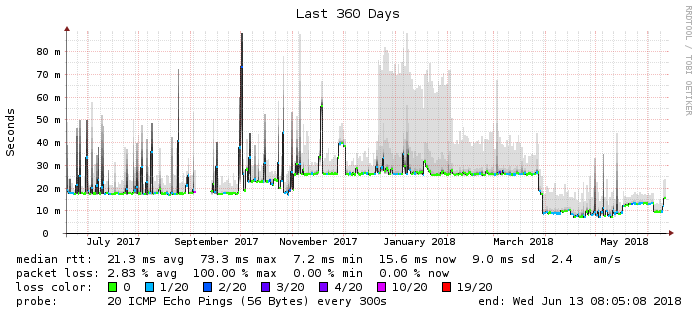 Last 360 Days
RRDTOOL / TOBI OETIKER
Seconds
80 m
70 m
60 m
50 m
40 m
30 m
20 m
10 m
0
July 2017 September 2017 November 2017 January 2018 March 2018 May 2018
median rtt: 21.3 ms avg 73.3 ms max 7.2 ms min 15.6 ms now 9.0 ms sd 2.4 am/s
packet loss: 2.83 % avg 100.00 % max 0.00 % min 0.00 % now
loss color: 0 1/20 2/20 3/20 4/20 10/20 19/20
probe: 20 ICMP Echo Pings (56 Bytes) every 300s end: Wed Jun 13 08:05:08 2018